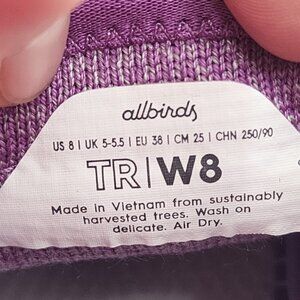 allbirds
US 8 | UK 5-5.5 | EU 38 | CM 25 | CHN 250/90
TR|W8
Made in Vietnam from sustainably
harvested trees. Wash on
delicate. Air Dry.